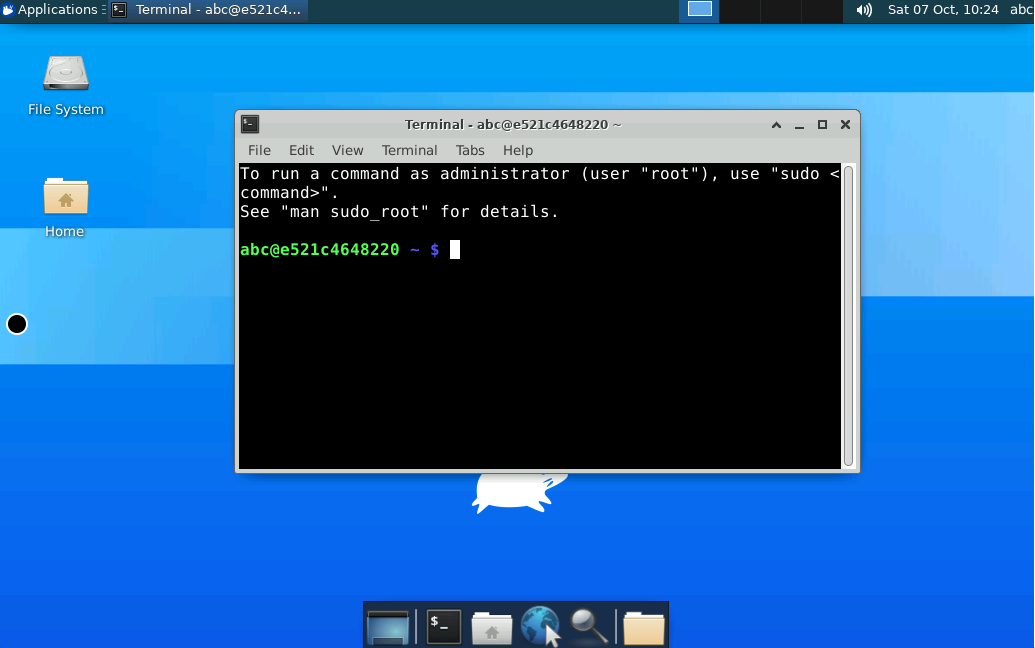 Applications
Terminal - abc@e521c4...
Sat 07 Oct, 10:24
abc
File System
Home
Terminal - abc@e521c4648220 ~
File Edit View Terminal Tabs Help
To run a command as administrator (user "root"), use "sudo <
command>".
See "man sudo_root" for details.
abc@e521c4648220 ~ $
$_